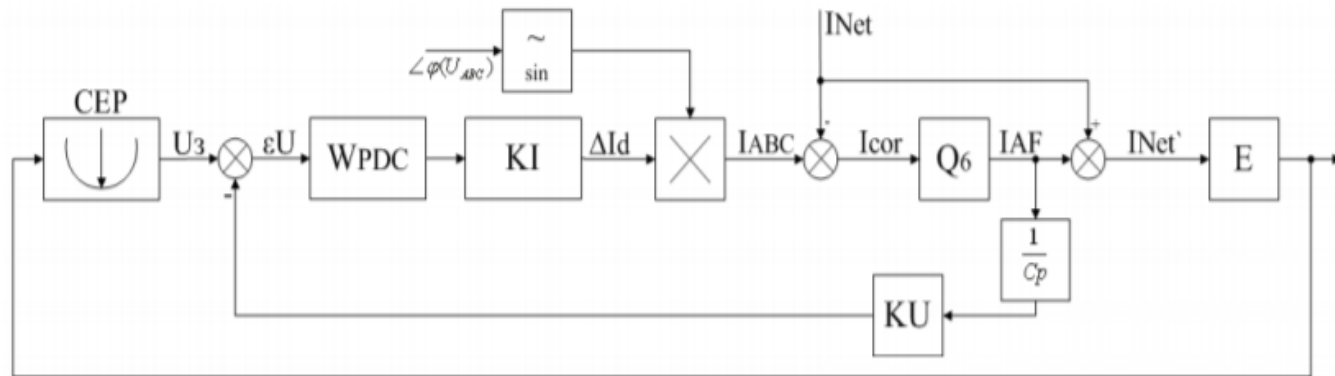 INet
~
sin
∠φ(U_ABC)
CEP
U3
εU
WPDC
KI
ΔId
IABC
-
Icor
Q6
IAF
+
INet`
E
-
1
Cp
KU